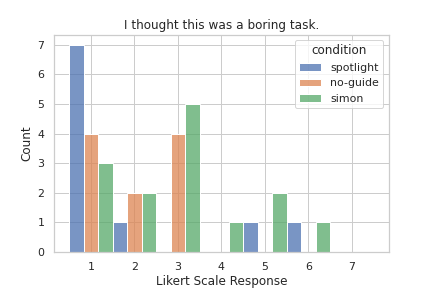 I thought this was a boring task.
condition
spotlight
no-guide
simon
7
6
5
4
3
2
1
0
Count
1 2 3 4 5 6 7
Likert Scale Response